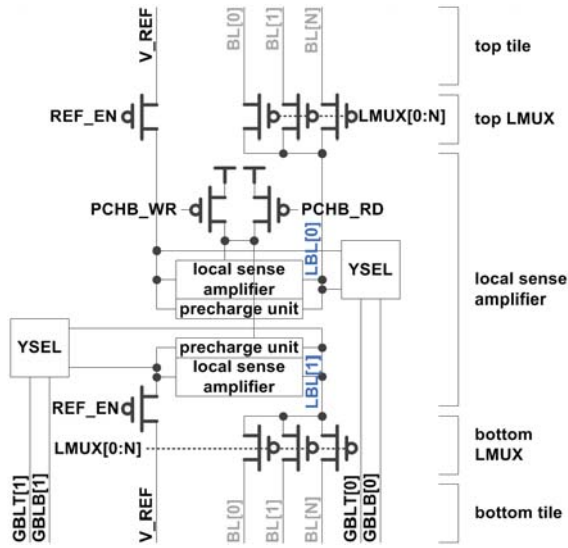 V_REF
BL[0]
BL[1]
BL[N]
top tile
REF_EN
LMUX[0:N]
top LMUX
PCHB_WR
PCHB_RD
LBL[0]
YSEL
local sense
amplifier
precharge unit
local sense
amplifier
YSEL
precharge unit
local sense
amplifier
LBL[1]
REF_EN
LMUX[0:N]
bottom
LMUX
GBLT[1]
GBLB[1]
V_REF
BL[0]
BL[1]
BL[N]
GBLT[0]
GBLB[0]
bottom tile